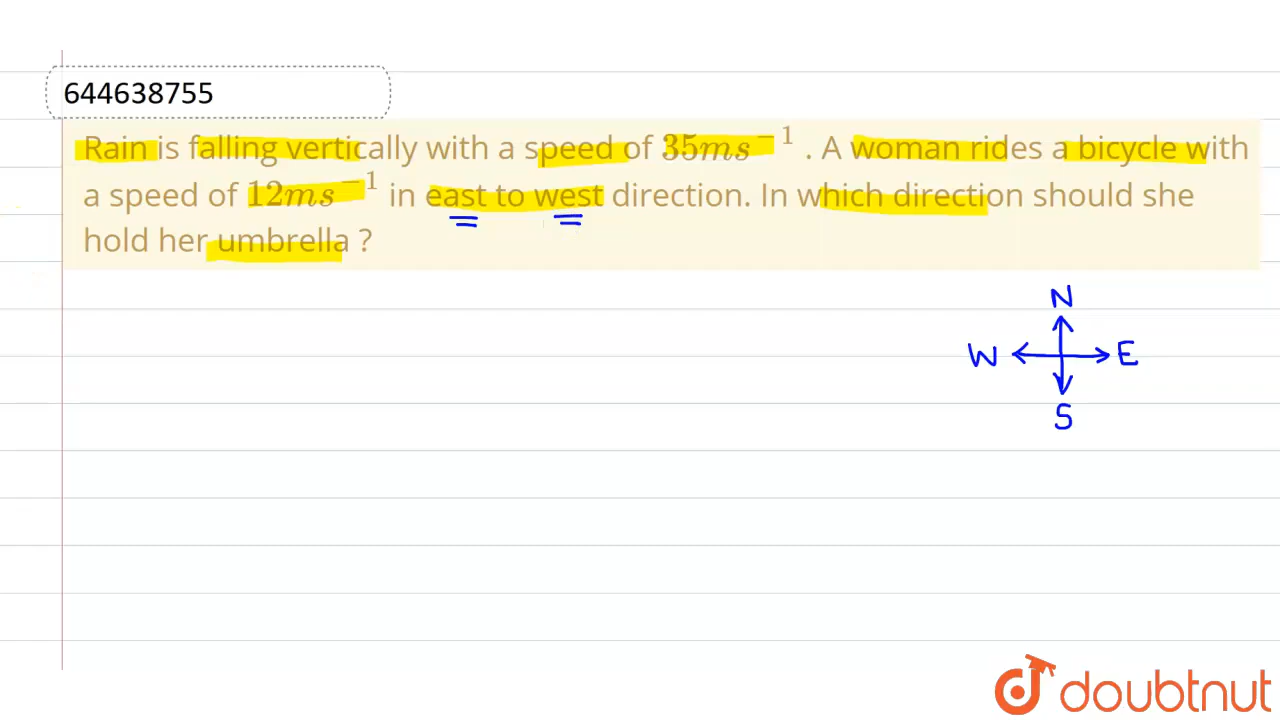 644638755
Rain is falling vertically with a speed of 35ms⁻¹ . A woman rides a bicycle with
a speed of 12ms⁻¹ in east to west direction. In which direction should she
hold her umbrella ?
N
W E
S
doubtnut